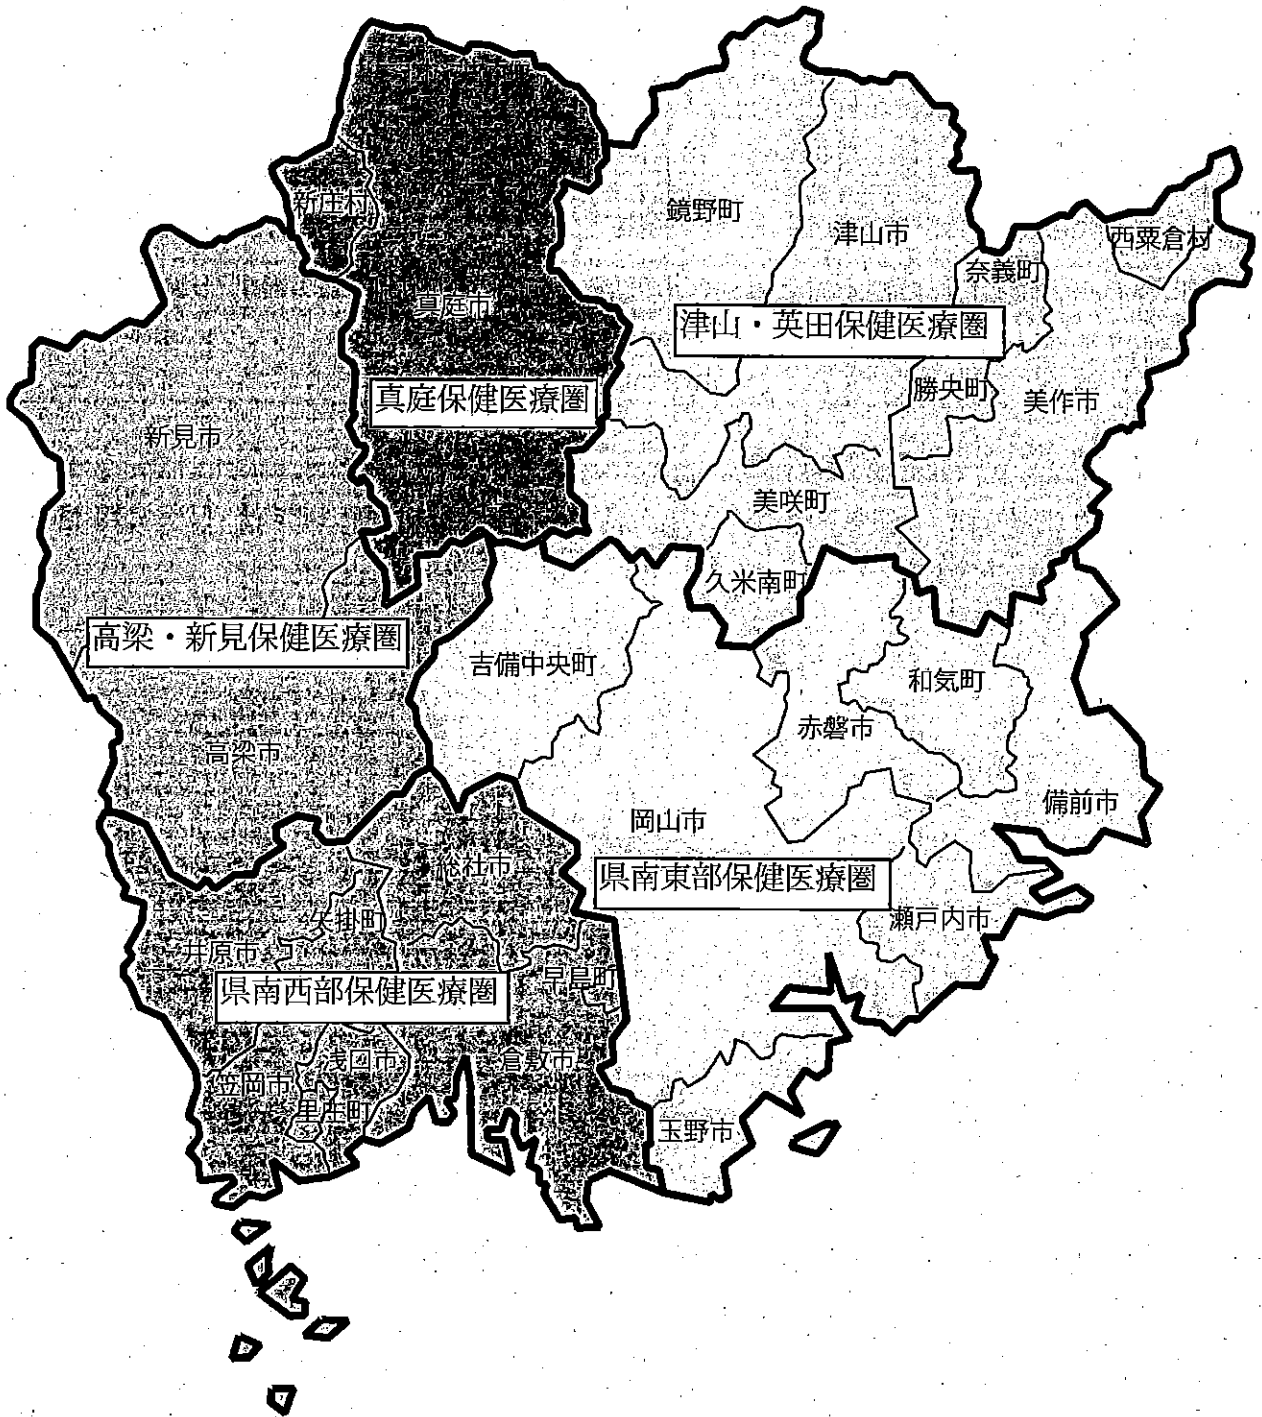 新庄村
鏡野町
津山市
西粟倉村
奈義町
真庭市
津山・英田保健医療圏
真庭保健医療圏
勝央町
美作市
新見市
美咲町
久米南町
高梁・新見保健医療圏
吉備中央町
和気町
赤磐市
高梁市
備前市
岡山市
総社市
県南東部保健医療圏
矢掛町
瀬戸内市
井原市
早島町
県南西部保健医療圏
浅口市
倉敷市
笠岡市
里庄町
玉野市